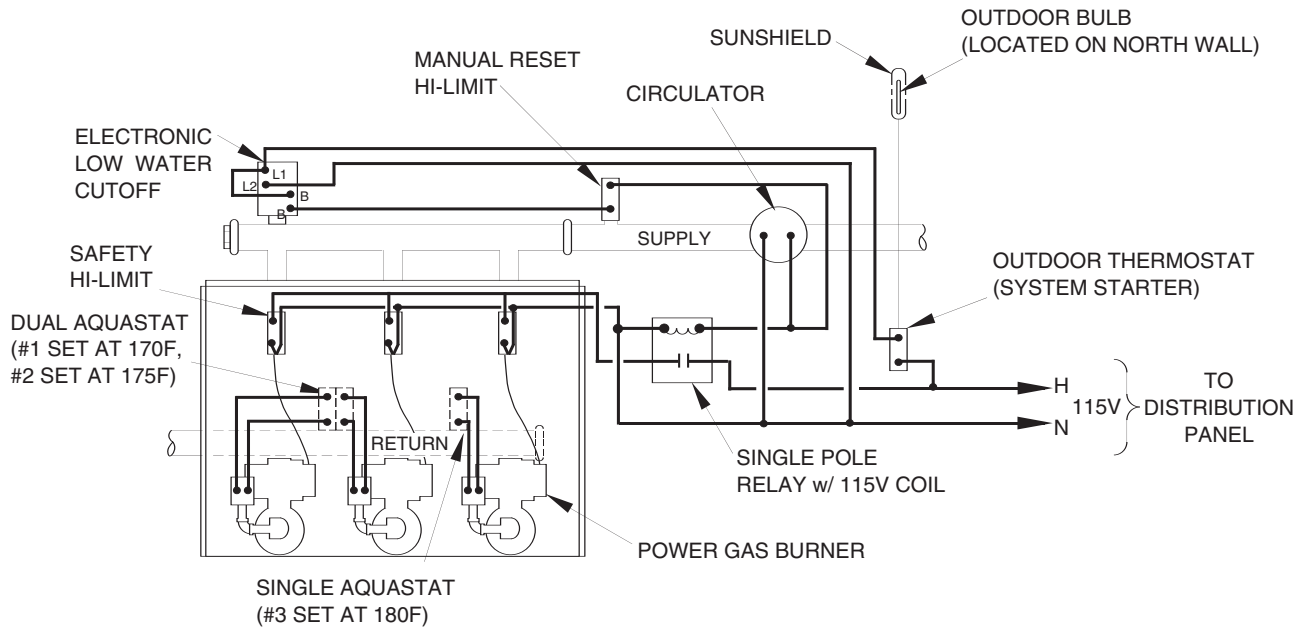 OUTDOOR BULB
(LOCATED ON NORTH WALL)
SUNSHIELD
MANUAL RESET
HI-LIMIT
CIRCULATOR
ELECTRONIC
LOW WATER
CUTOFF
L1
L2
B
B
SUPPLY
SAFETY
HI-LIMIT
OUTDOOR THERMOSTAT
(SYSTEM STARTER)
DUAL AQUASTAT
(#1 SET AT 170F,
#2 SET AT 175F)
H
115V
N
TO
DISTRIBUTION
PANEL
RETURN
SINGLE POLE
RELAY w/ 115V COIL
POWER GAS BURNER
SINGLE AQUASTAT
(#3 SET AT 180F)